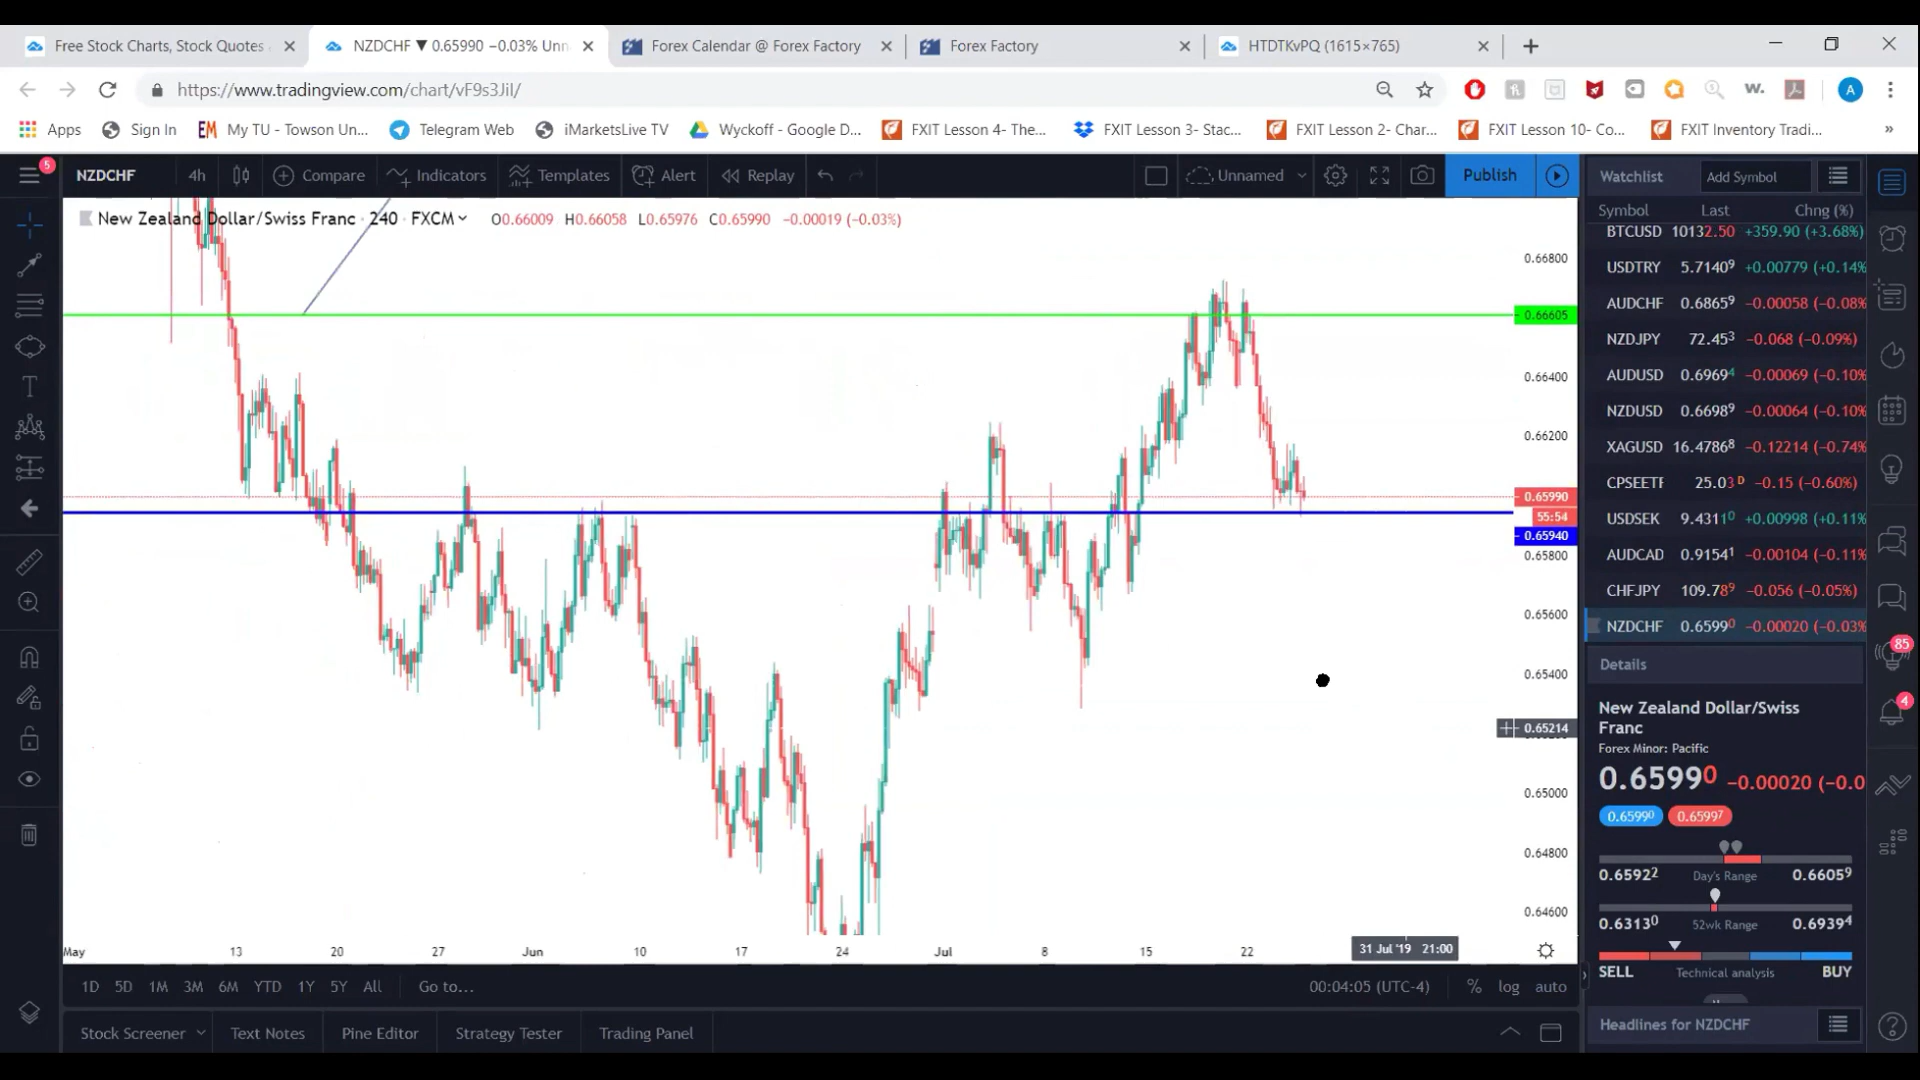 Free Stock Charts, Stock Quotes
NZDCHF ▼ 0.65990 −0.03% Unn
Forex Calendar @ Forex Factory
Forex Factory
HTDTKvPQ (1615×765)
https://www.tradingview.com/chart/vF9s3JiI/
A
Apps
Sign In
EM My TU - Towson Un...
Telegram Web
iMarketsLive TV
Wyckoff - Google D...
FXIT Lesson 4- The...
FXIT Lesson 3- Stac...
FXIT Lesson 2- Char...
FXIT Lesson 10- Co...
FXIT Inventory Tradi...
»
5
NZDCHF
4h
Compare
Indicators
Templates
Alert
Replay
Unnamed
Publish
Watchlist
Add Symbol
New Zealand Dollar/Swiss Franc · 240 · FXCM
O0.66009 H0.66058 L0.65976 C0.65990 −0.00019 (−0.03%)
Symbol Last Chng (%)
BTCUSD 10132.50 +359.90 (+3.68%)
USDTRY 5.71409 +0.00779 (+0.14%
AUDCHF 0.68659 −0.00058 (−0.08%
NZDJPY 72.453 −0.068 (−0.09%)
AUDUSD 0.69694 −0.00069 (−0.10%
NZDUSD 0.66989 −0.00064 (−0.10%
XAGUSD 16.47868 −0.12214 (−0.74%
CPSEETF 25.03 D −0.15 (−0.60%)
USDSEK 9.43110 +0.00998 (+0.11%
AUDCAD 0.91541 −0.00104 (−0.11%
CHFJPY 109.789 −0.056 (−0.05%)
NZDCHF 0.65990 −0.00020 (−0.03%
0.66800
0.66605
0.66400
0.66200
0.65990
55:54
0.65940
0.65800
0.65600
0.65400
0.65214
0.65000
0.64800
0.64600
85
4
Details
New Zealand Dollar/Swiss
Franc
Forex Minor: Pacific
0.65990 −0.00020 (−0.0
0.65990 0.65997
0.65922 Day's Range 0.66059
0.63130 52wk Range 0.69394
SELL Technical analysis BUY
Headlines for NZDCHF
May 13 20 27 Jun 10 17 24 Jul 8 15 22 31 Jul '19 21:00
1D 5D 1M 3M 6M YTD 1Y 5Y All Go to...
00:04:05 (UTC-4) % log auto
Stock Screener Text Notes Pine Editor Strategy Tester Trading Panel